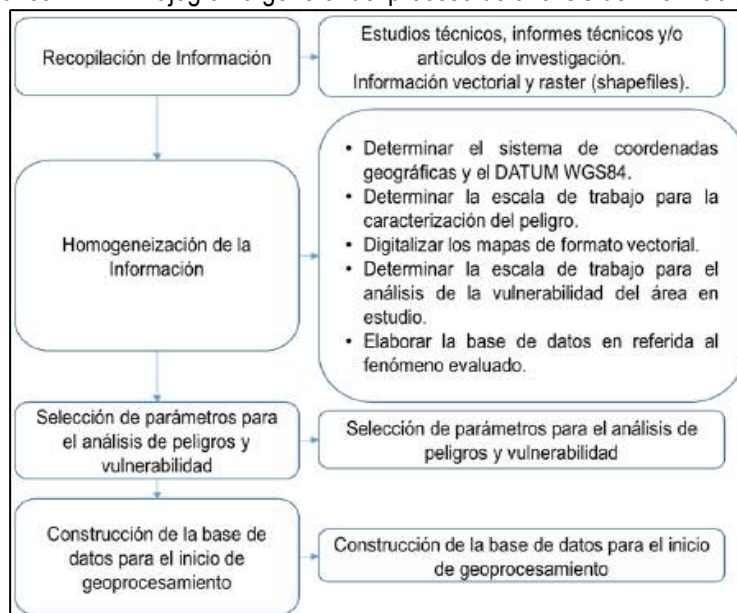 Recopilación de Información
Estudios técnicos, informes técnicos y/o
artículos de investigación.
Información vectorial y raster (shapefiles).
Homogeneización de la
Información
• Determinar el sistema de coordenadas
geográficas y el DATUM WGS84.
• Determinar la escala de trabajo para la
caracterización del peligro.
• Digitalizar los mapas de formato vectorial.
• Determinar la escala de trabajo para el
análisis de la vulnerabilidad del área en
estudio.
• Elaborar la base de datos en referida al
fenómeno evaluado.
Selección de parámetros para
el análisis de peligros y
vulnerabilidad
Selección de parámetros para el análisis de
peligros y vulnerabilidad
Construcción de la base de
datos para el inicio de
geoprocesamiento
Construcción de la base de datos para el inicio
de geoprocesamiento